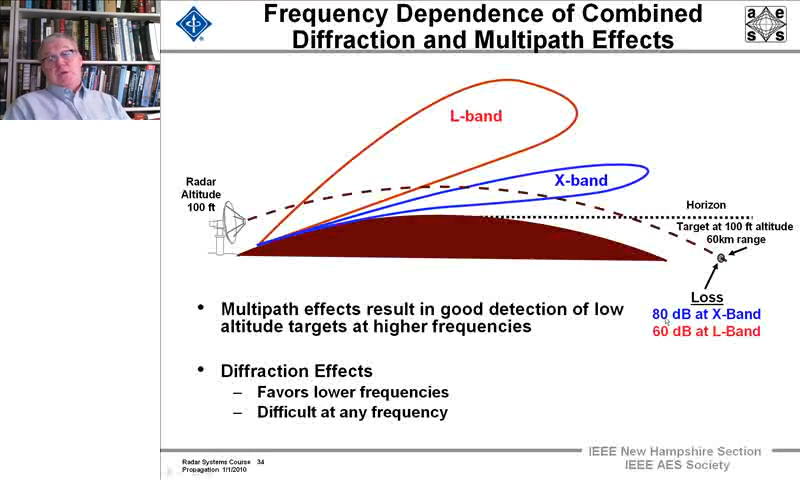 Frequency Dependence of Combined
Diffraction and Multipath Effects
a e
s s
L-band
X-band
Radar
Altitude
100 ft
Horizon
Target at 100 ft altitude
60km range
Loss
80 dB at X-Band
60 dB at L-Band
• Multipath effects result in good detection of low
altitude targets at higher frequencies
• Diffraction Effects
– Favors lower frequencies
– Difficult at any frequency
Radar Systems Course 34
Propagation 1/1/2010
IEEE New Hampshire Section
IEEE AES Society